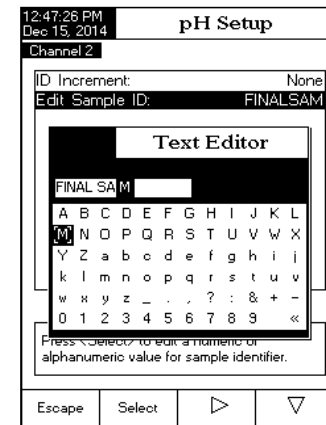 12:47:26 PM
Dec 15, 2014
pH Setup
Channel 2
ID Increment: None
Edit Sample ID: FINALSAM
Text Editor
FINAL SAM
A B C D E F G H I J K L
[M] N O P Q R S T U V W X
Y Z a b c d e f g h i j
k l m n o p q r s t u v
w x y z _ . , ? : & + -
0 1 2 3 4 5 6 7 8 9 «
Press <Select> to edit a numeric or
alphanumeric value for sample identifier.
Escape Select ▷ ▽